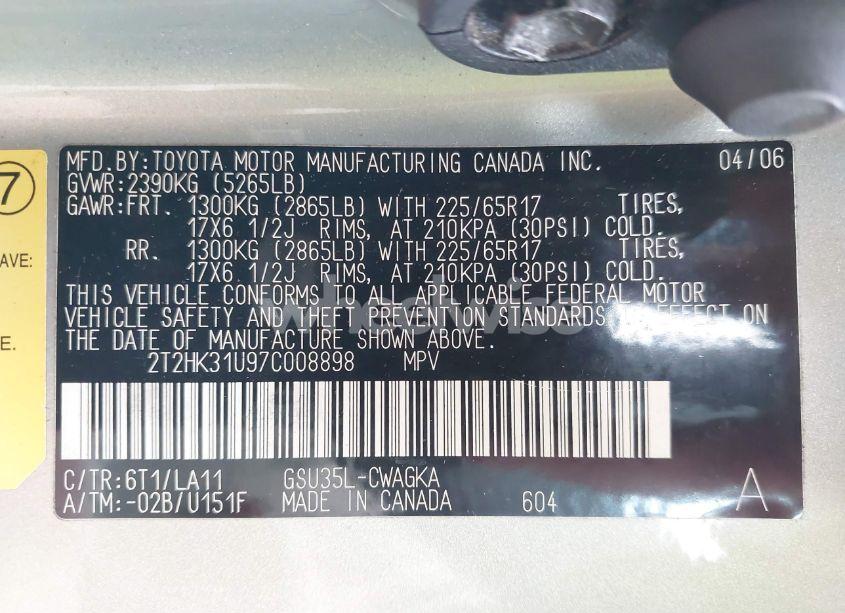 7
AVE:
E.
MFD.BY:TOYOTA MOTOR MANUFACTURING CANADA INC. 04/06
GVWR:2390KG (5265LB)
GAWR:FRT. 1300KG (2865LB) WITH 225/65R17 TIRES,
17X6 1/2J RIMS, AT 210KPA (30PSI) COLD.
RR. 1300KG (2865LB) WITH 225/65R17 TIRES,
17X6 1/2J RIMS, AT 210KPA (30PSI) COLD.
THIS VEHICLE CONFORMS TO ALL APPLICABLE FEDERAL MOTOR
VEHICLE SAFETY AND THEFT PREVENTION STANDARDS IN EFFECT ON
THE DATE OF MANUFACTURE SHOWN ABOVE.
2T2HK31U97C008898 MPV
C/TR:6T1/LA11 GSU35L-CWAGKA
A/TM:-02B/U151F MADE IN CANADA 604 A